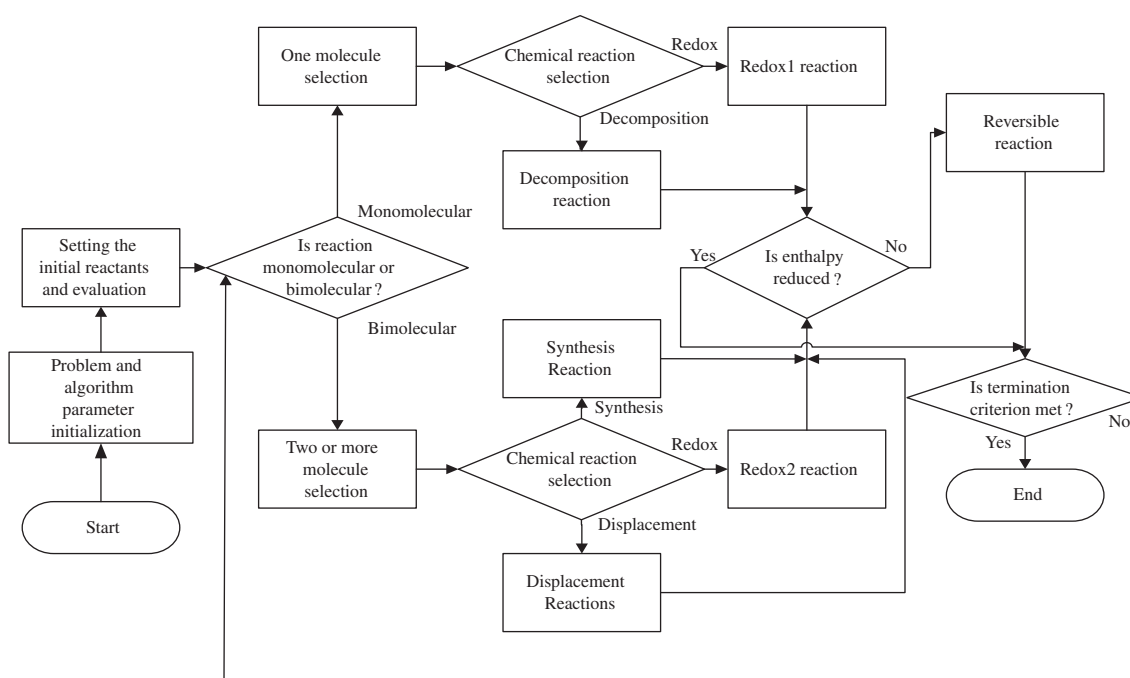 One molecule
selection
Chemical reaction
selection
Redox
Redox1 reaction
Decomposition
Decomposition
reaction
Reversible
reaction
Monomolecular
Setting the
initial reactants
and evaluation
Is reaction
monomolecular or
bimolecular ?
Bimolecular
Yes
Is enthalpy
reduced ?
No
Problem and
algorithm
parameter
initialization
Synthesis
Reaction
Synthesis
Is termination
criterion met ?
No
Yes
Two or more
molecule
selection
Chemical reaction
selection
Redox
Redox2 reaction
Start
End
Displacement
Displacement
Reactions